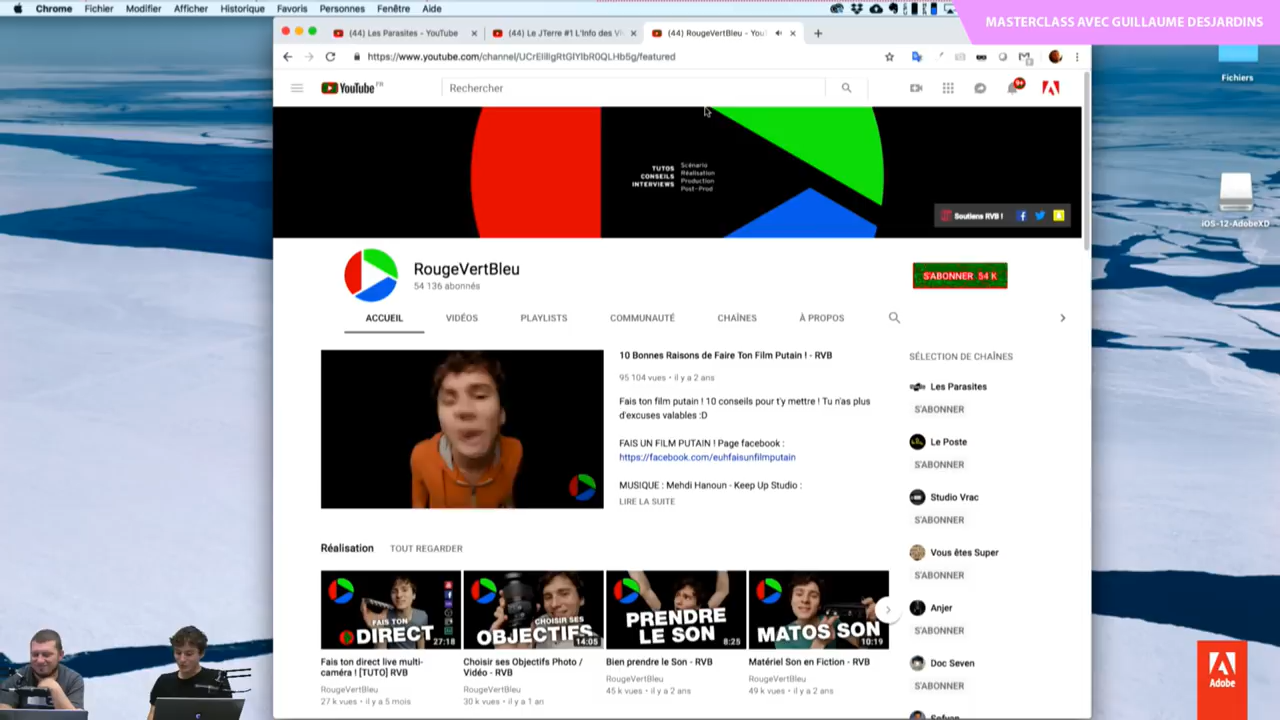 Chrome Fichier Modifier Afficher Historique Favoris Personnes Fenêtre Aide
MASTERCLASS AVEC GUILLAUME DESJARDINS
(44) Les Parasites - YouTube
(44) Le JTerre #1 L'Info des Vi
(44) RougeVertBleu - You
https://www.youtube.com/channel/UCrElilIgRtGlYlbR0QLHb5g/featured
Fichiers
YouTube FR
Rechercher
9+
TUTOS
CONSEILS
INTERVIEWS
Scénario
Réalisation
Production
Post-Prod
Soutiens RVB !
iOS-12-AdobeXD
RougeVertBleu
54 136 abonnés
S'ABONNER 54 K
ACCUEIL VIDÉOS PLAYLISTS COMMUNAUTÉ CHAÎNES À PROPOS
10 Bonnes Raisons de Faire Ton Film Putain ! - RVB
95 104 vues • il y a 2 ans
Fais ton film putain ! 10 conseils pour t'y mettre ! Tu n'as plus
d'excuses valables :D
FAIS UN FILM PUTAIN ! Page facebook :
https://facebook.com/euhfaisunfilmputain
MUSIQUE : Mehdi Hanoun - Keep Up Studio :
LIRE LA SUITE
SÉLECTION DE CHAÎNES
Les Parasites
S'ABONNER
Le Poste
S'ABONNER
Studio Vrac
S'ABONNER
Vous êtes Super
S'ABONNER
Anjer
S'ABONNER
Doc Seven
S'ABONNER
Réalisation TOUT REGARDER
FAIS TON
DIRECT
27:18
CHOISIR SES
OBJECTIFS
14:05
PRENDRE
LE SON
8:25
MATOS SON
10:19
Fais ton direct live multi-
caméra ! [TUTO] RVB
RougeVertBleu
27 k vues • il y a 5 mois
Choisir ses Objectifs Photo /
Vidéo - RVB
RougeVertBleu
30 k vues • il y a 1 an
Bien prendre le Son - RVB
RougeVertBleu
45 k vues • il y a 2 ans
Matériel Son en Fiction - RVB
RougeVertBleu
49 k vues • il y a 2 ans
Adobe